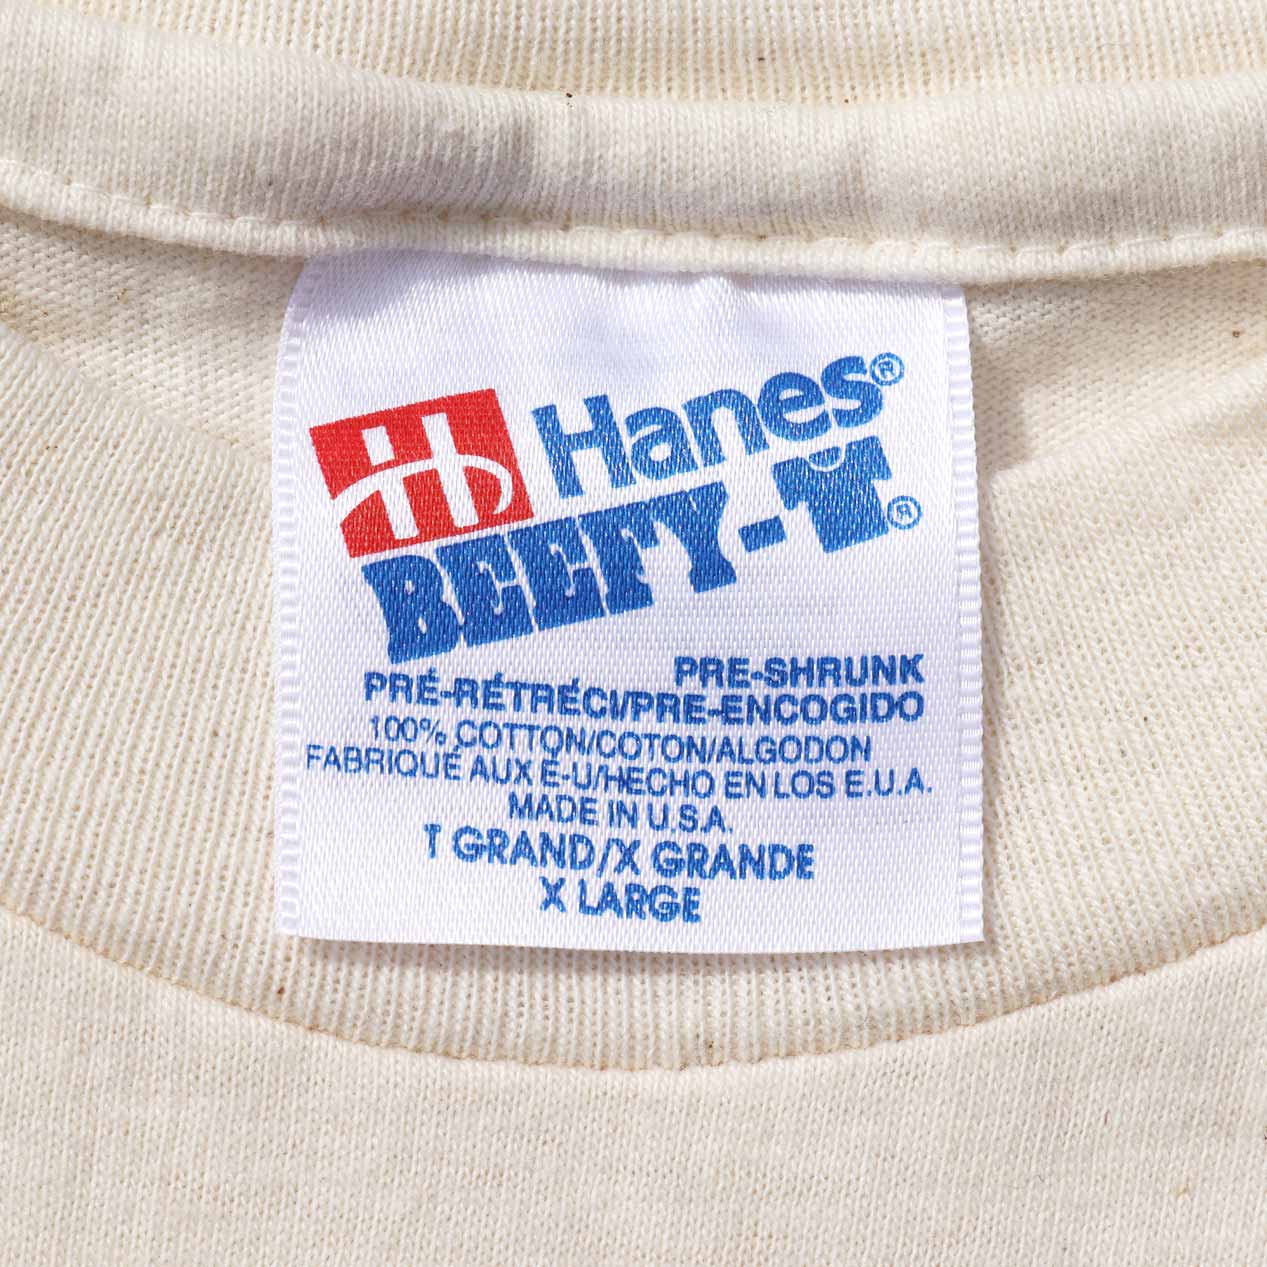 Hanes®
BEEFY-T®
PRE-SHRUNK
PRÉ-RÉTRÉCI/PRE-ENCOGIDO
100% COTTON/COTON/ALGODON
FABRIQUÉ AUX É-U/HECHO EN LOS E.U.A.
MADE IN U.S.A.
T GRAND/X GRANDE
X LARGE